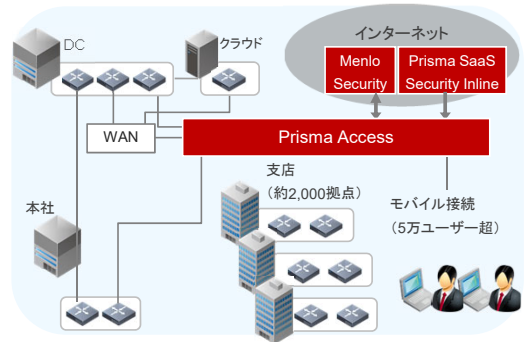 DC
クラウド
インターネット
Menlo
Security
Prisma SaaS
Security Inline
WAN
Prisma Access
支店
(約2,000拠点)
本社
モバイル接続
(5万ユーザー超)